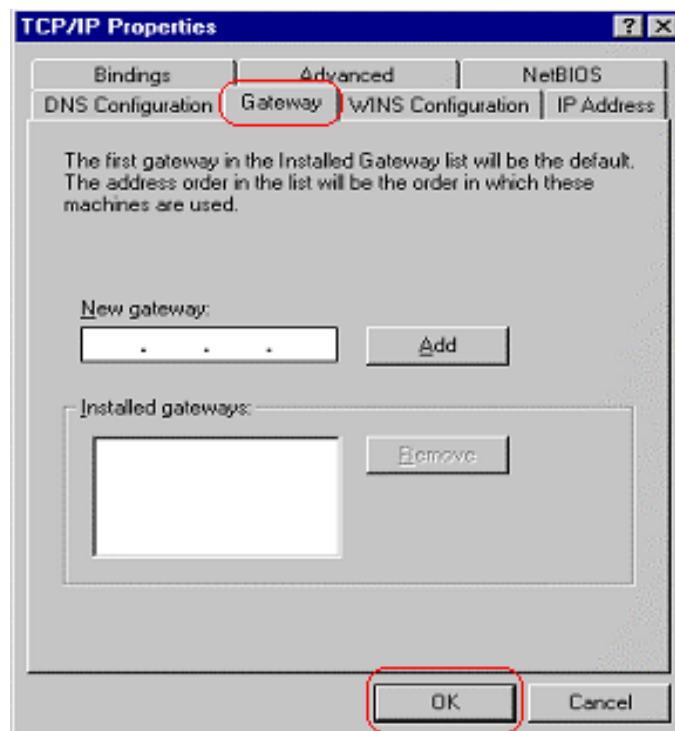 TCP/IP Properties
? ×
Bindings Advanced NetBIOS
DNS Configuration Gateway WINS Configuration IP Address
The first gateway in the Installed Gateway list will be the default.
The address order in the list will be the order in which these
machines are used.
New gateway:
. . . Add
Installed gateways:
Remove
OK Cancel